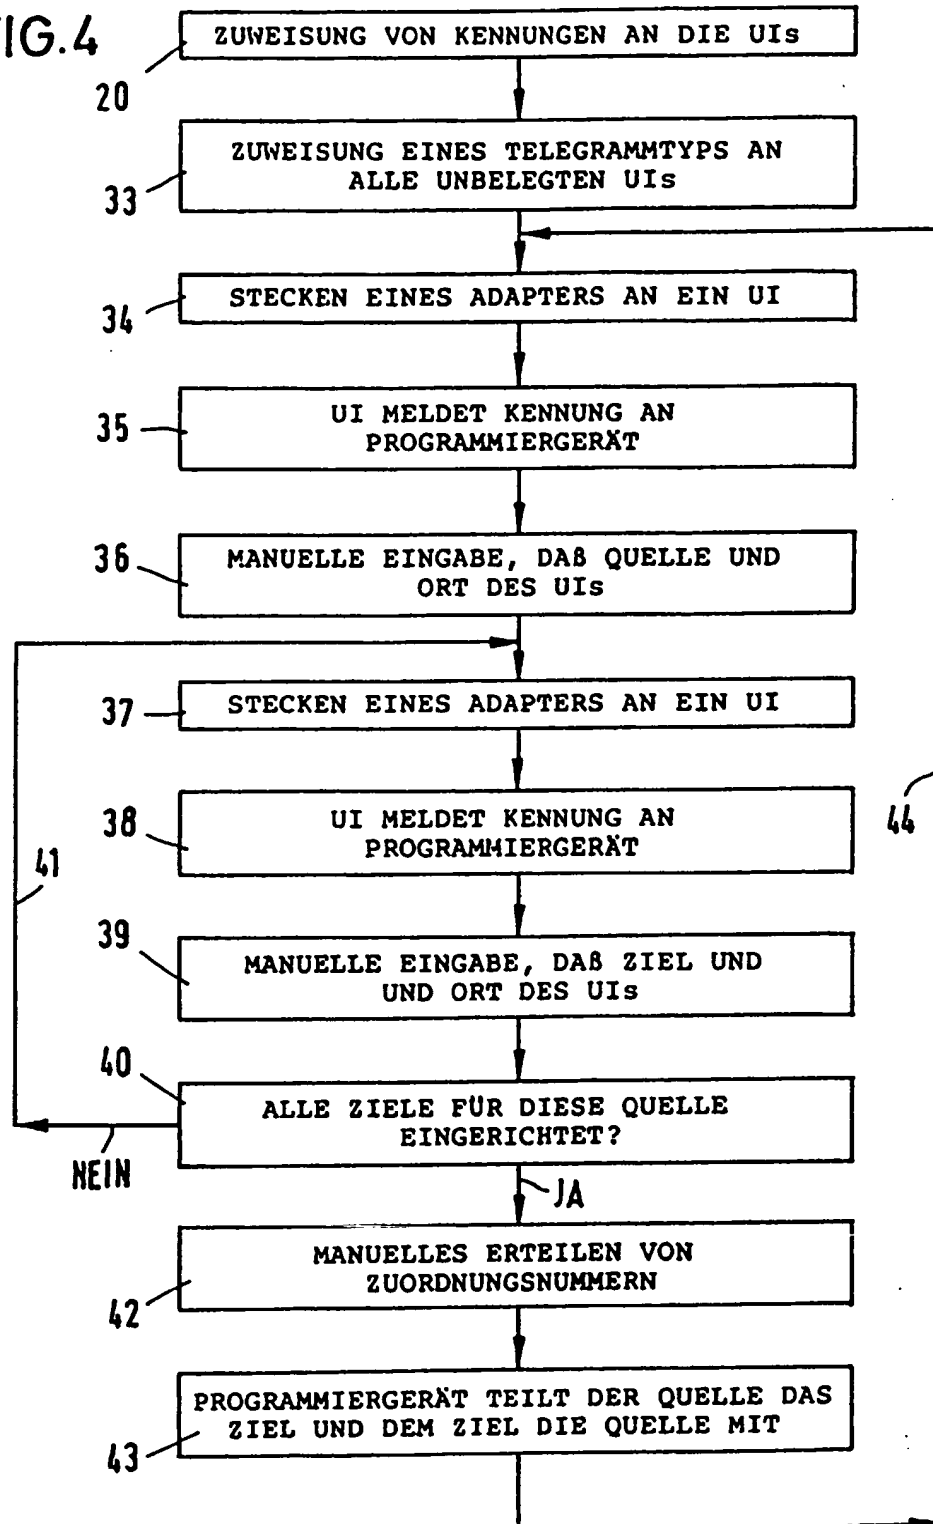 FIG.4
ZUWEISUNG VON KENNUNGEN AN DIE UIs
20
ZUWEISUNG EINES TELEGRAMMTYPS AN
ALLE UNBELEGTEN UIs
33
STECKEN EINES ADAPTERS AN EIN UI
34
UI MELDET KENNUNG AN
PROGRAMMIERGERÄT
35
MANUELLE EINGABE, DAß QUELLE UND
ORT DES UIs
36
STECKEN EINES ADAPTERS AN EIN UI
37
UI MELDET KENNUNG AN
PROGRAMMIERGERÄT
38
44
41
MANUELLE EINGABE, DAß ZIEL UND
UND ORT DES UIs
39
ALLE ZIELE FÜR DIESE QUELLE
EINGERICHTET?
40
NEIN
JA
MANUELLES ERTEILEN VON
ZUORDNUNGSNUMMERN
42
PROGRAMMIERGERÄT TEILT DER QUELLE DAS
ZIEL UND DEM ZIEL DIE QUELLE MIT
43